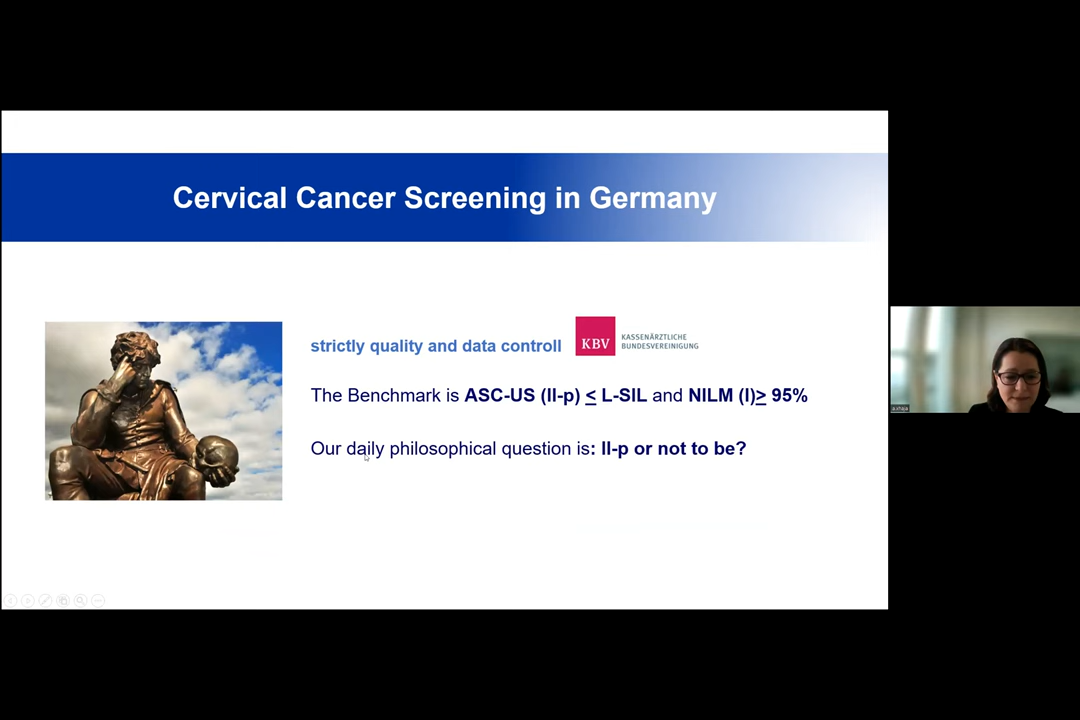 Cervical Cancer Screening in Germany
strictly quality and data controll
KBV
KASSENÄRZTLICHE
BUNDESVEREINIGUNG
The Benchmark is ASC-US (II-p) < L-SIL and NILM (I)> 95%
Our daily philosophical question is: II-p or not to be?